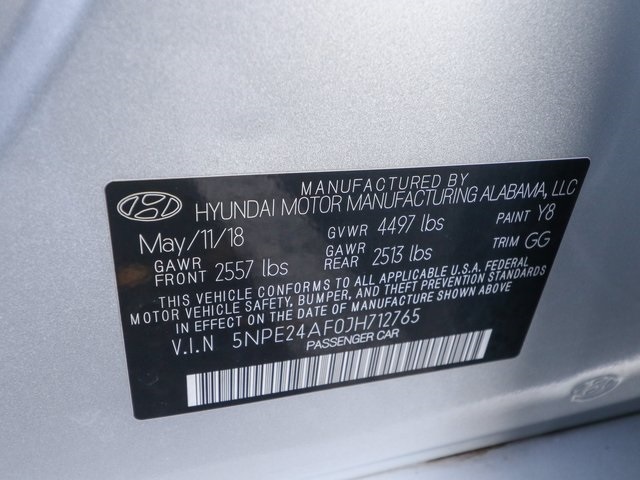 MANUFACTURED BY
HYUNDAI MOTOR MANUFACTURING ALABAMA, LLC
May/11/18 GVWR 4497 lbs PAINT Y8
GAWR FRONT 2557 lbs GAWR REAR 2513 lbs TRIM GG
THIS VEHICLE CONFORMS TO ALL APPLICABLE U.S.A. FEDERAL
MOTOR VEHICLE SAFETY, BUMPER, AND THEFT PREVENTION STANDARDS
IN EFFECT ON THE DATE OF MANUFACTURE SHOWN ABOVE
V.I.N 5NPE24AF0JH712765
PASSENGER CAR